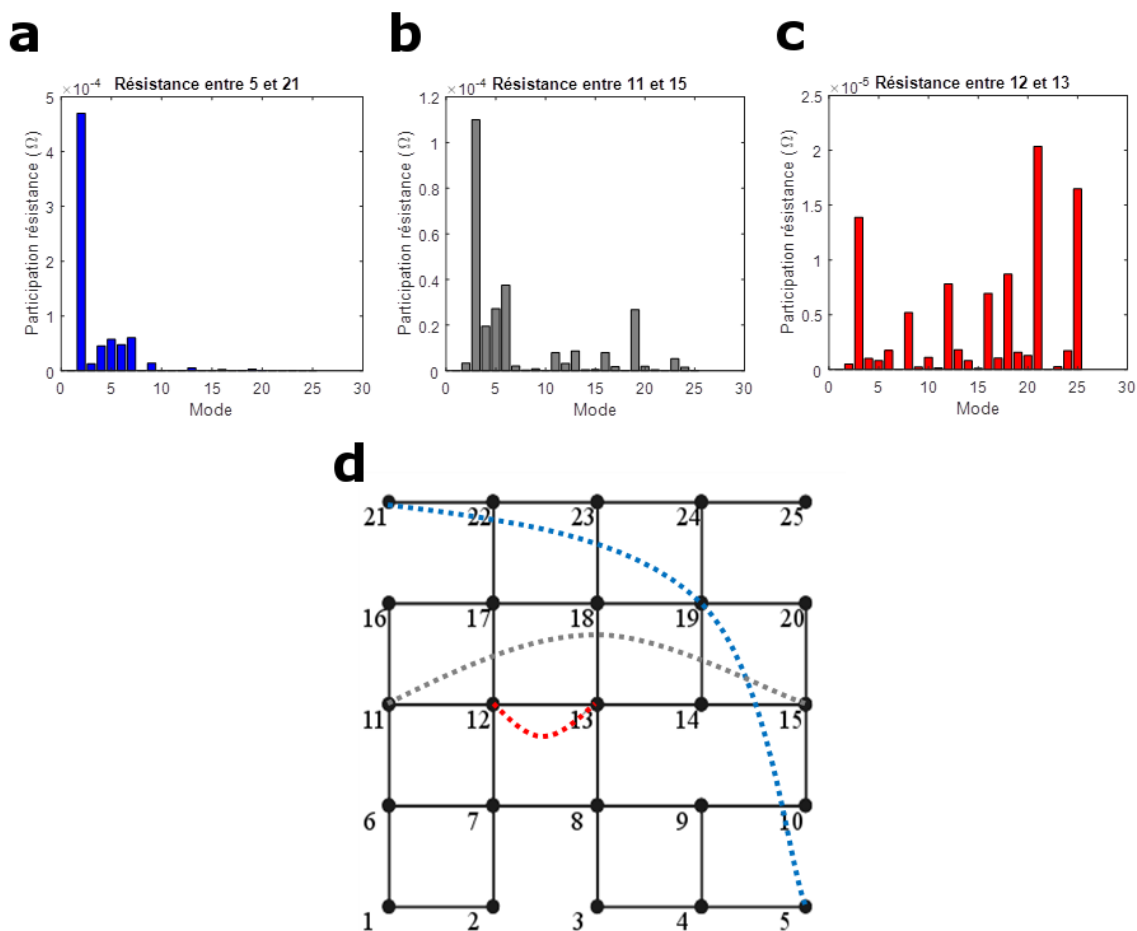 a
b
c
×10⁻⁴ Résistance entre 5 et 21
×10⁻⁴ Résistance entre 11 et 15
×10⁻⁵ Résistance entre 12 et 13
Participation résistance (Ω)
5
4
3
2
1
0
0 5 10 15 20 25 30
Mode
Participation résistance (Ω)
1.2
1
0.8
0.6
0.4
0.2
0
0 5 10 15 20 25 30
Mode
Participation résistance (Ω)
2.5
2
1.5
1
0.5
0
0 5 10 15 20 25 30
Mode
d
21 22 23 24 25
16 17 18 19 20
11 12 13 14 15
6 7 8 9 10
1 2 3 4 5